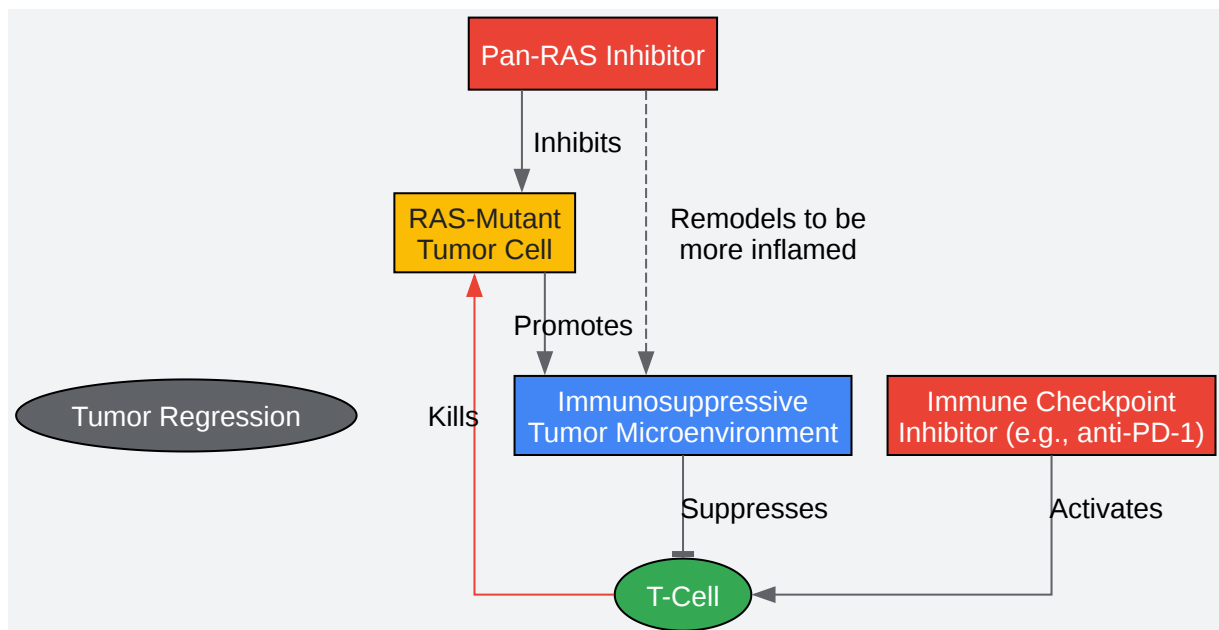 Pan-RAS Inhibitor
Inhibits
RAS-Mutant
Tumor Cell
Remodels to be
more inflamed
Promotes
Tumor Regression
Kills
Immunosuppressive
Tumor Microenvironment
Immune Checkpoint
Inhibitor (e.g., anti-PD-1)
Suppresses
Activates
T-Cell